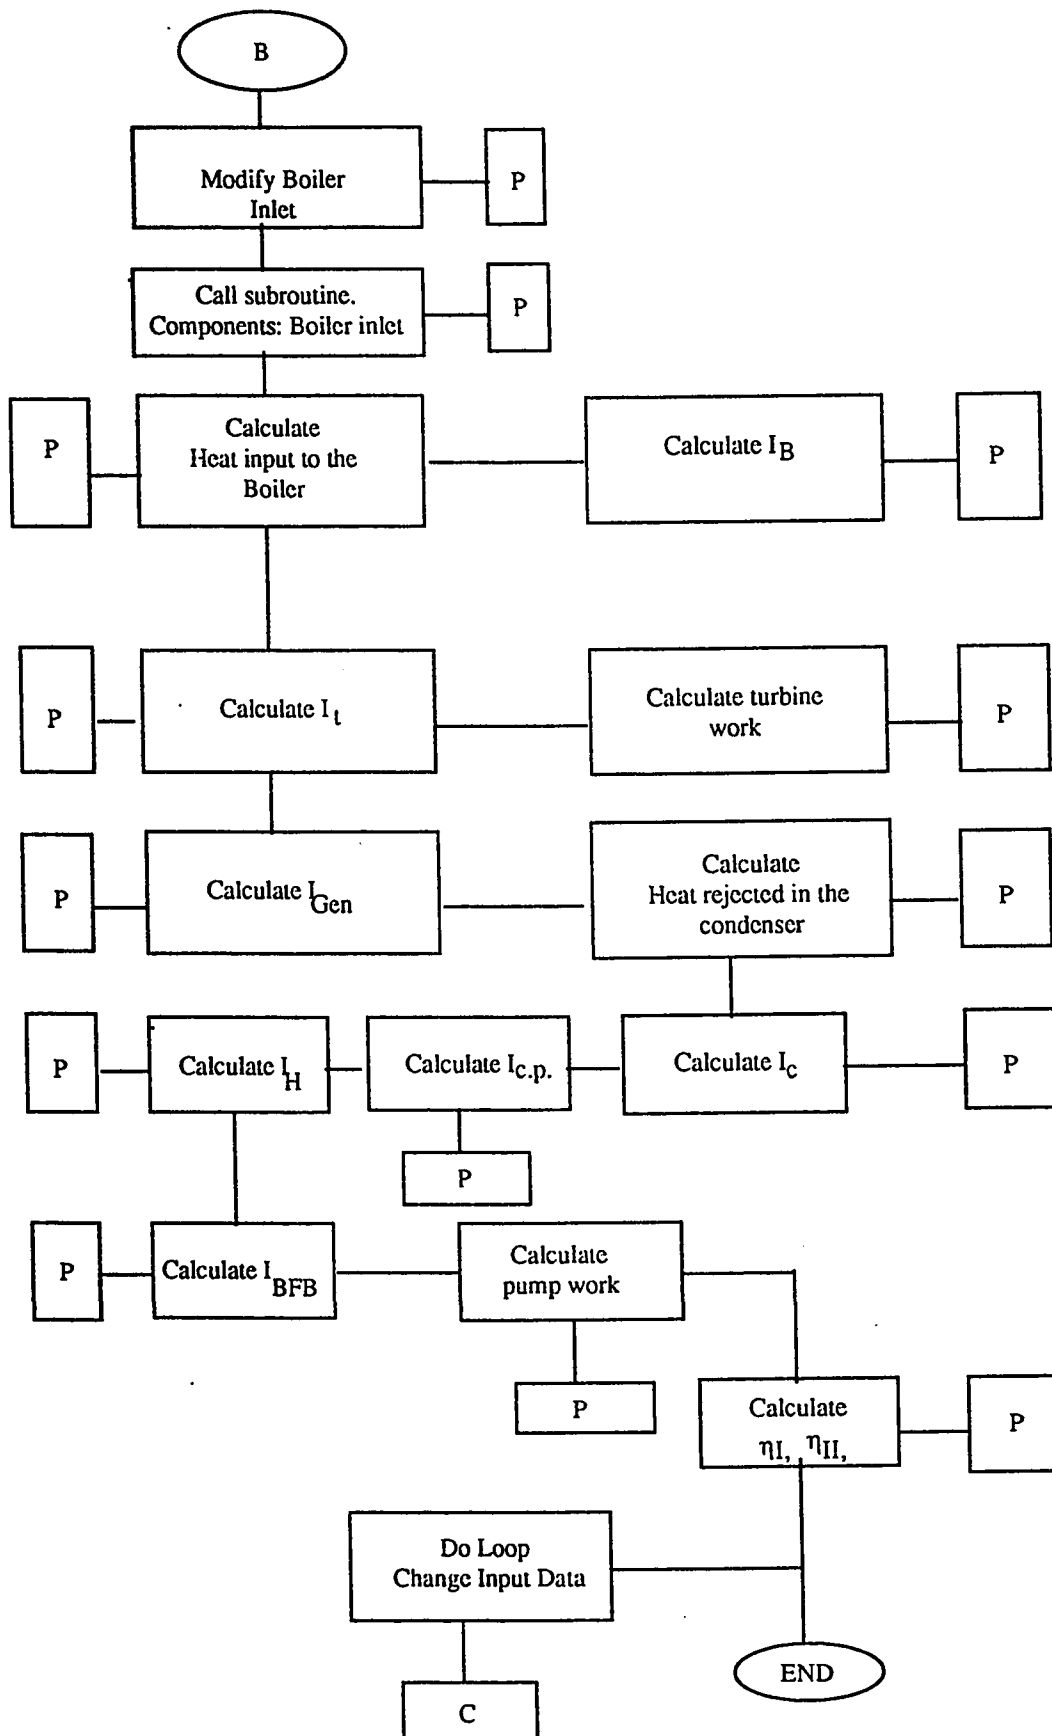 B
Modify Boiler
Inlet
P
Call subroutine.
Components: Boiler inlet
P
P
Calculate
Heat input to the
Boiler
Calculate I_B
P
P
Calculate I_t
Calculate turbine
work
P
P
Calculate I_Gen
Calculate
Heat rejected in the
condenser
P
P
Calculate I_H
Calculate I_c.p.
Calculate I_c
P
P
P
Calculate I_BFB
Calculate
pump work
P
Calculate
ηI, ηII,
P
Do Loop
Change Input Data
END
C